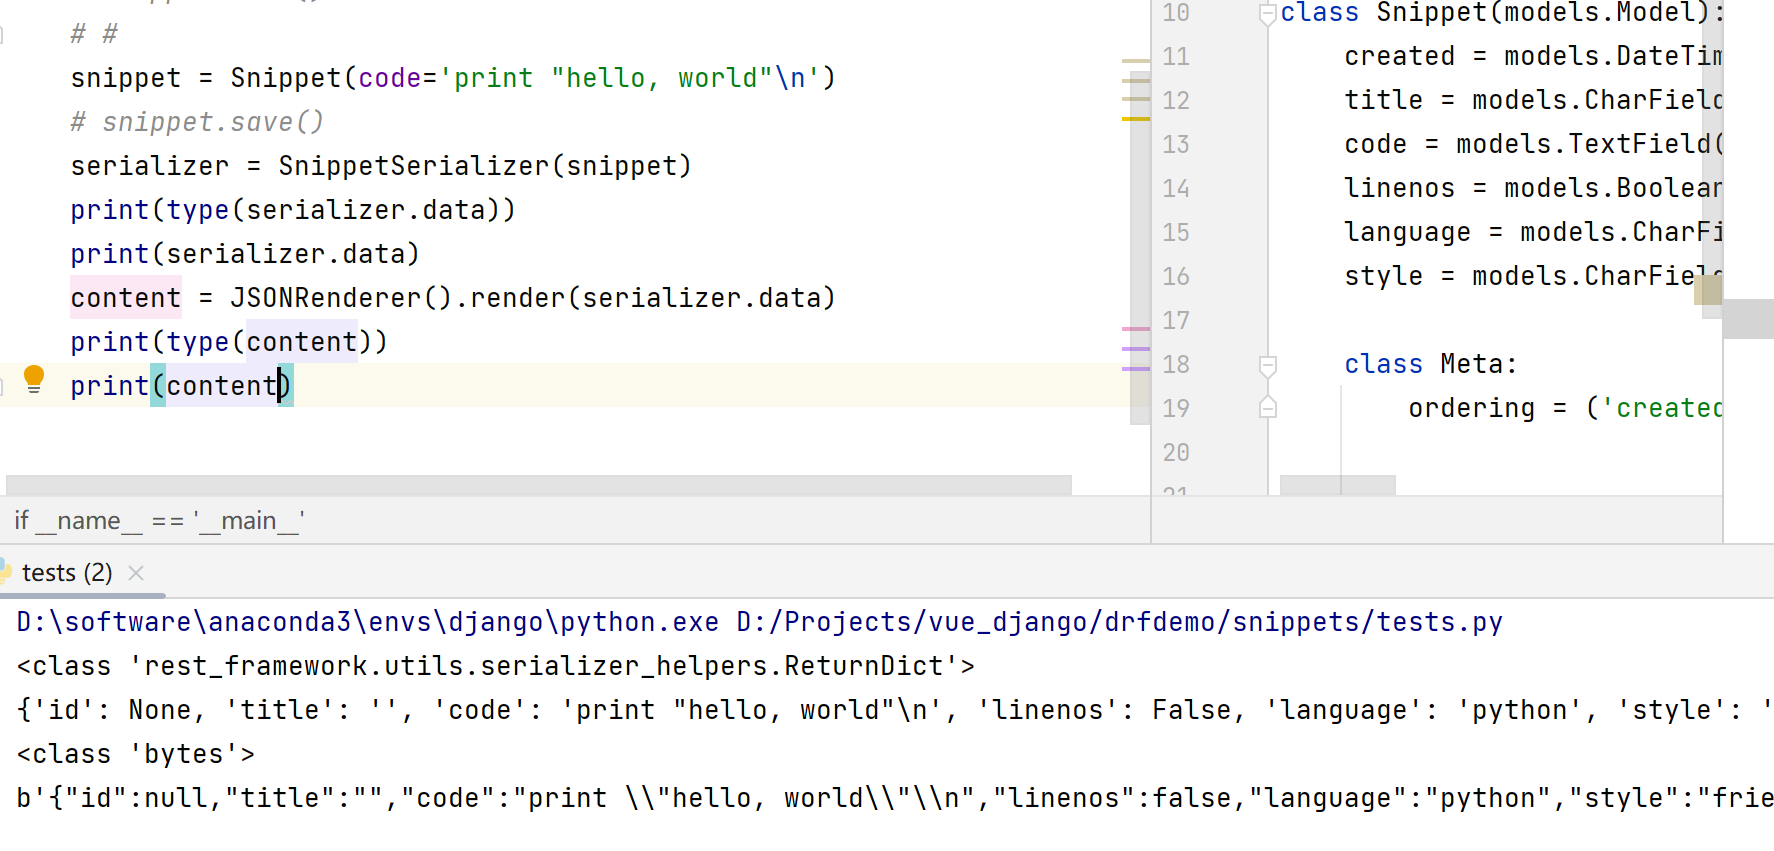 # #
snippet = Snippet(code='print "hello, world"\n')
# snippet.save()
serializer = SnippetSerializer(snippet)
print(type(serializer.data))
print(serializer.data)
content = JSONRenderer().render(serializer.data)
print(type(content))
print(content)
if __name__ == '__main__'
10 class Snippet(models.Model):
11 created = models.DateTim
12 title = models.CharField
13 code = models.TextField(
14 linenos = models.Boolean
15 language = models.CharFi
16 style = models.CharField
17
18 class Meta:
19 ordering = ('created
20
21
tests (2)
D:\software\anaconda3\envs\django\python.exe D:/Projects/vue_django/drfdemo/snippets/tests.py
<class 'rest_framework.utils.serializer_helpers.ReturnDict'>
{'id': None, 'title': '', 'code': 'print "hello, world"\n', 'linenos': False, 'language': 'python', 'style': '
<class 'bytes'>
b'{"id":null,"title":"","code":"print \\"hello, world\\"\\n","linenos":false,"language":"python","style":"frie